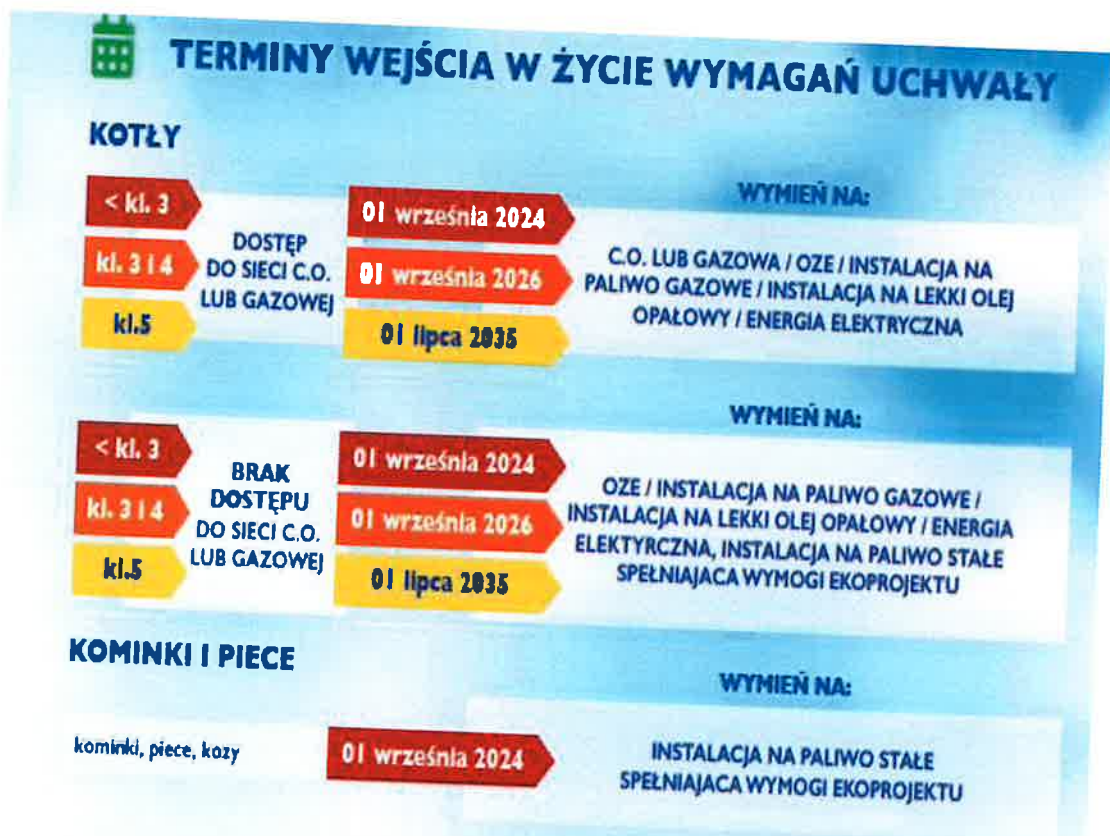 TERMINY WEJŚCIA W ŻYCIE WYMAGAŃ UCHWAŁY
KOTŁY
< kl. 3
kl. 3 i 4
kl.5
DOSTĘP
DO SIECI C.O.
LUB GAZOWEJ
01 września 2024
01 września 2026
01 lipca 2035
WYMIEŃ NA:
C.O. LUB GAZOWA / OZE / INSTALACJA NA
PALIWO GAZOWE / INSTALACJA NA LEKKI OLEJ
OPAŁOWY / ENERGIA ELEKTRYCZNA
< kl. 3
kl. 3 i 4
kl.5
BRAK
DOSTĘPU
DO SIECI C.O.
LUB GAZOWEJ
01 września 2024
01 września 2026
01 lipca 2035
WYMIEŃ NA:
OZE / INSTALACJA NA PALIWO GAZOWE /
INSTALACJA NA LEKKI OLEJ OPAŁOWY / ENERGIA
ELEKTYRCZNA, INSTALACJA NA PALIWO STAŁE
SPEŁNIAJACA WYMOGI EKOPROJEKTU
KOMINKI I PIECE
kominki, piece, kozy
01 września 2024
WYMIEŃ NA:
INSTALACJA NA PALIWO STAŁE
SPEŁNIAJACA WYMOGI EKOPROJEKTU